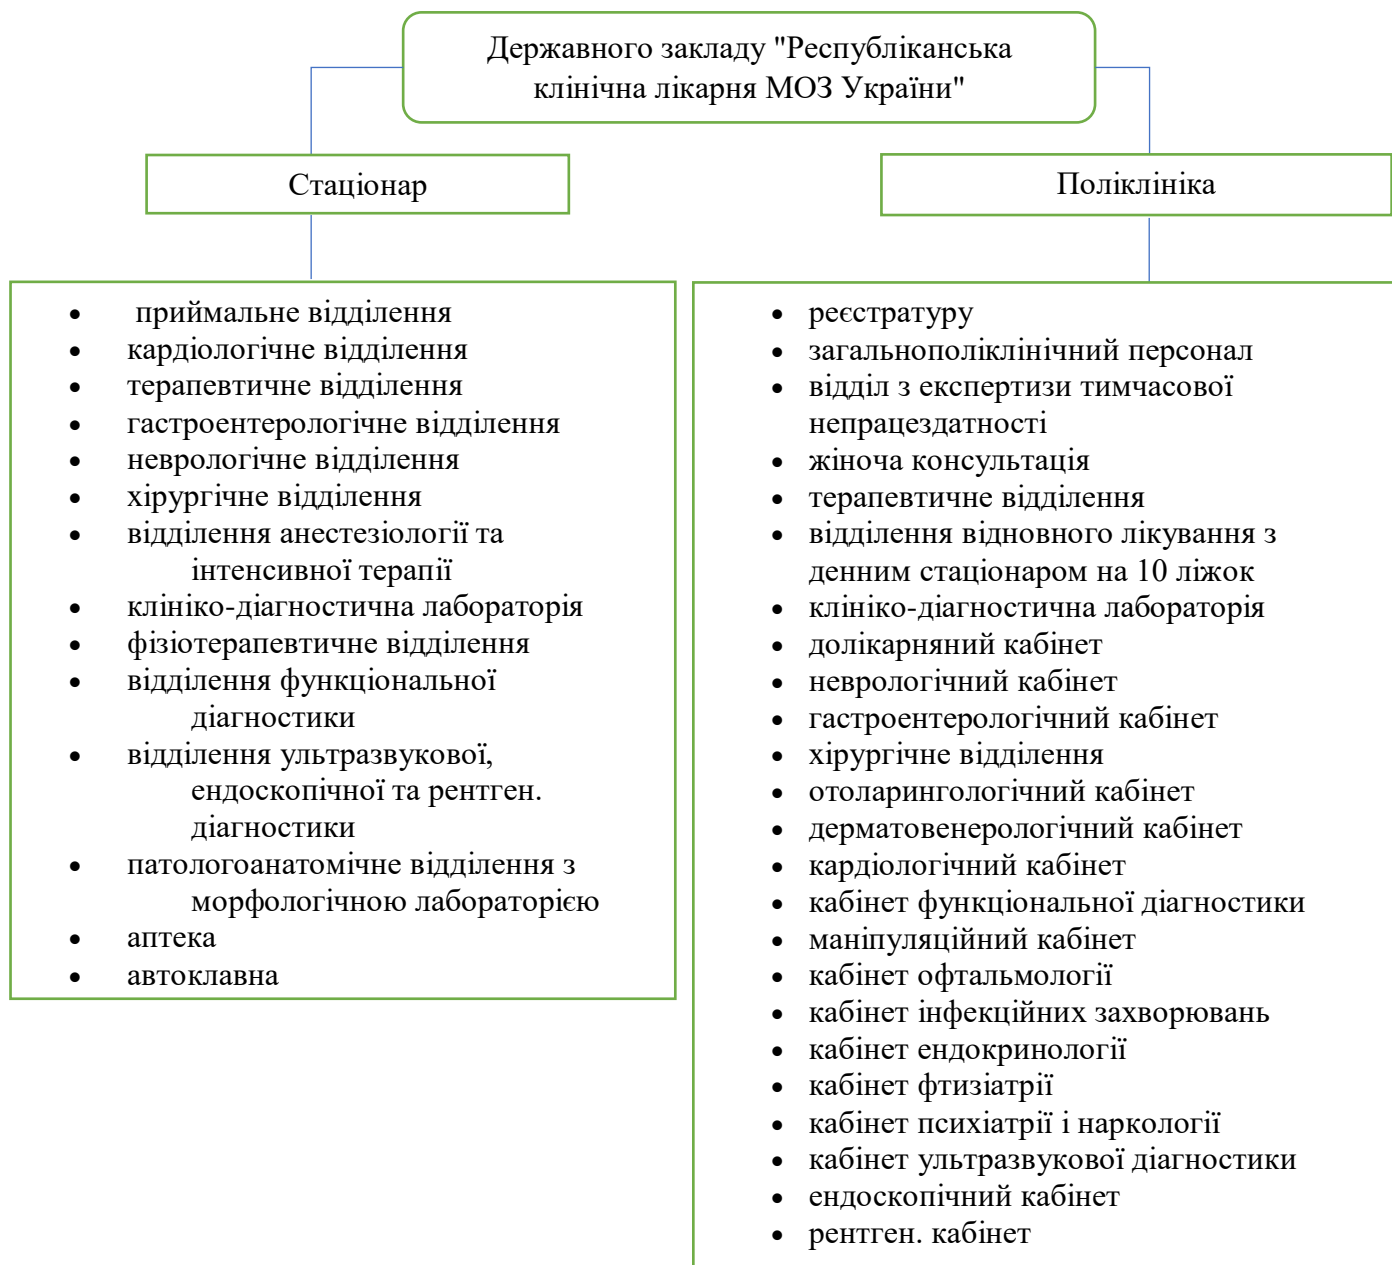 Державного закладу "Республіканська
клінічна лікарня МОЗ України"
Стаціонар
Поліклініка
• приймальне відділення
• кардіологічне відділення
• терапевтичне відділення
• гастроентерологічне відділення
• неврологічне відділення
• хірургічне відділення
• відділення анестезіології та
інтенсивної терапії
• клініко-діагностична лабораторія
• фізіотерапевтичне відділення
• відділення функціональної
діагностики
• відділення ультразвукової,
ендоскопічної та рентген.
діагностики
• патологоанатомічне відділення з
морфологічною лабораторією
• аптека
• автоклавна
• реєстратуру
• загальнополіклінічний персонал
• відділ з експертизи тимчасової
непрацездатності
• жіноча консультація
• терапевтичне відділення
• відділення відновного лікування з
денним стаціонаром на 10 ліжок
• клініко-діагностична лабораторія
• долікарняний кабінет
• неврологічний кабінет
• гастроентерологічний кабінет
• хірургічне відділення
• отоларингологічний кабінет
• дерматовенерологічний кабінет
• кардіологічний кабінет
• кабінет функціональної діагностики
• маніпуляційний кабінет
• кабінет офтальмології
• кабінет інфекційних захворювань
• кабінет ендокринології
• кабінет фтизіатрії
• кабінет психіатрії і наркології
• кабінет ультразвукової діагностики
• ендоскопічний кабінет
• рентген. кабінет